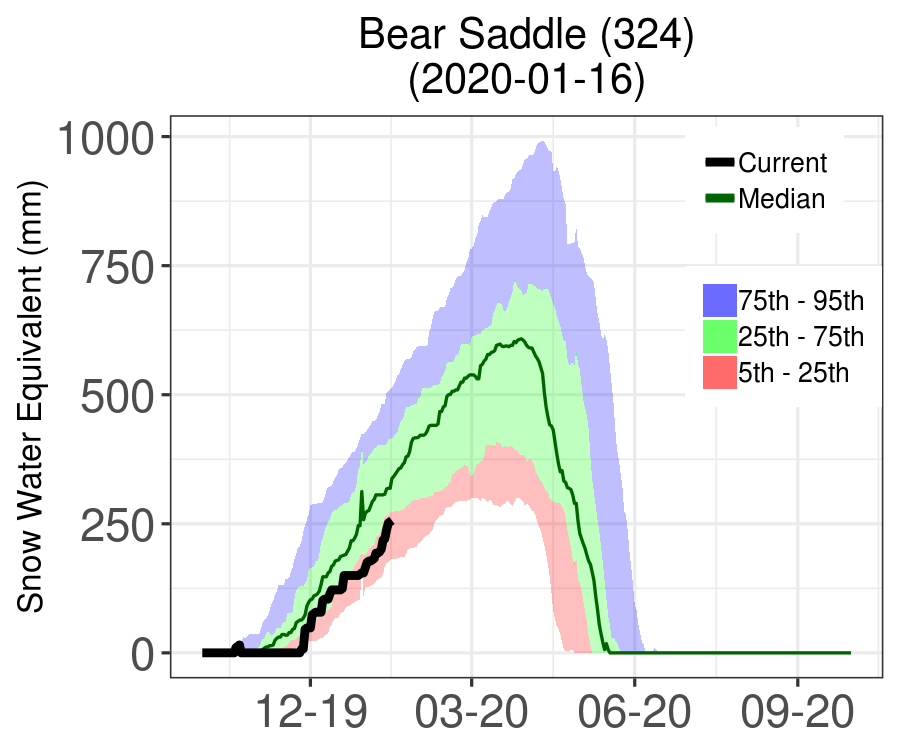 Bear Saddle (324)
(2020-01-16)
Snow Water Equivalent (mm)
1000
750
500
250
0
12-19
03-20
06-20
09-20
Current
Median
75th - 95th
25th - 75th
5th - 25th